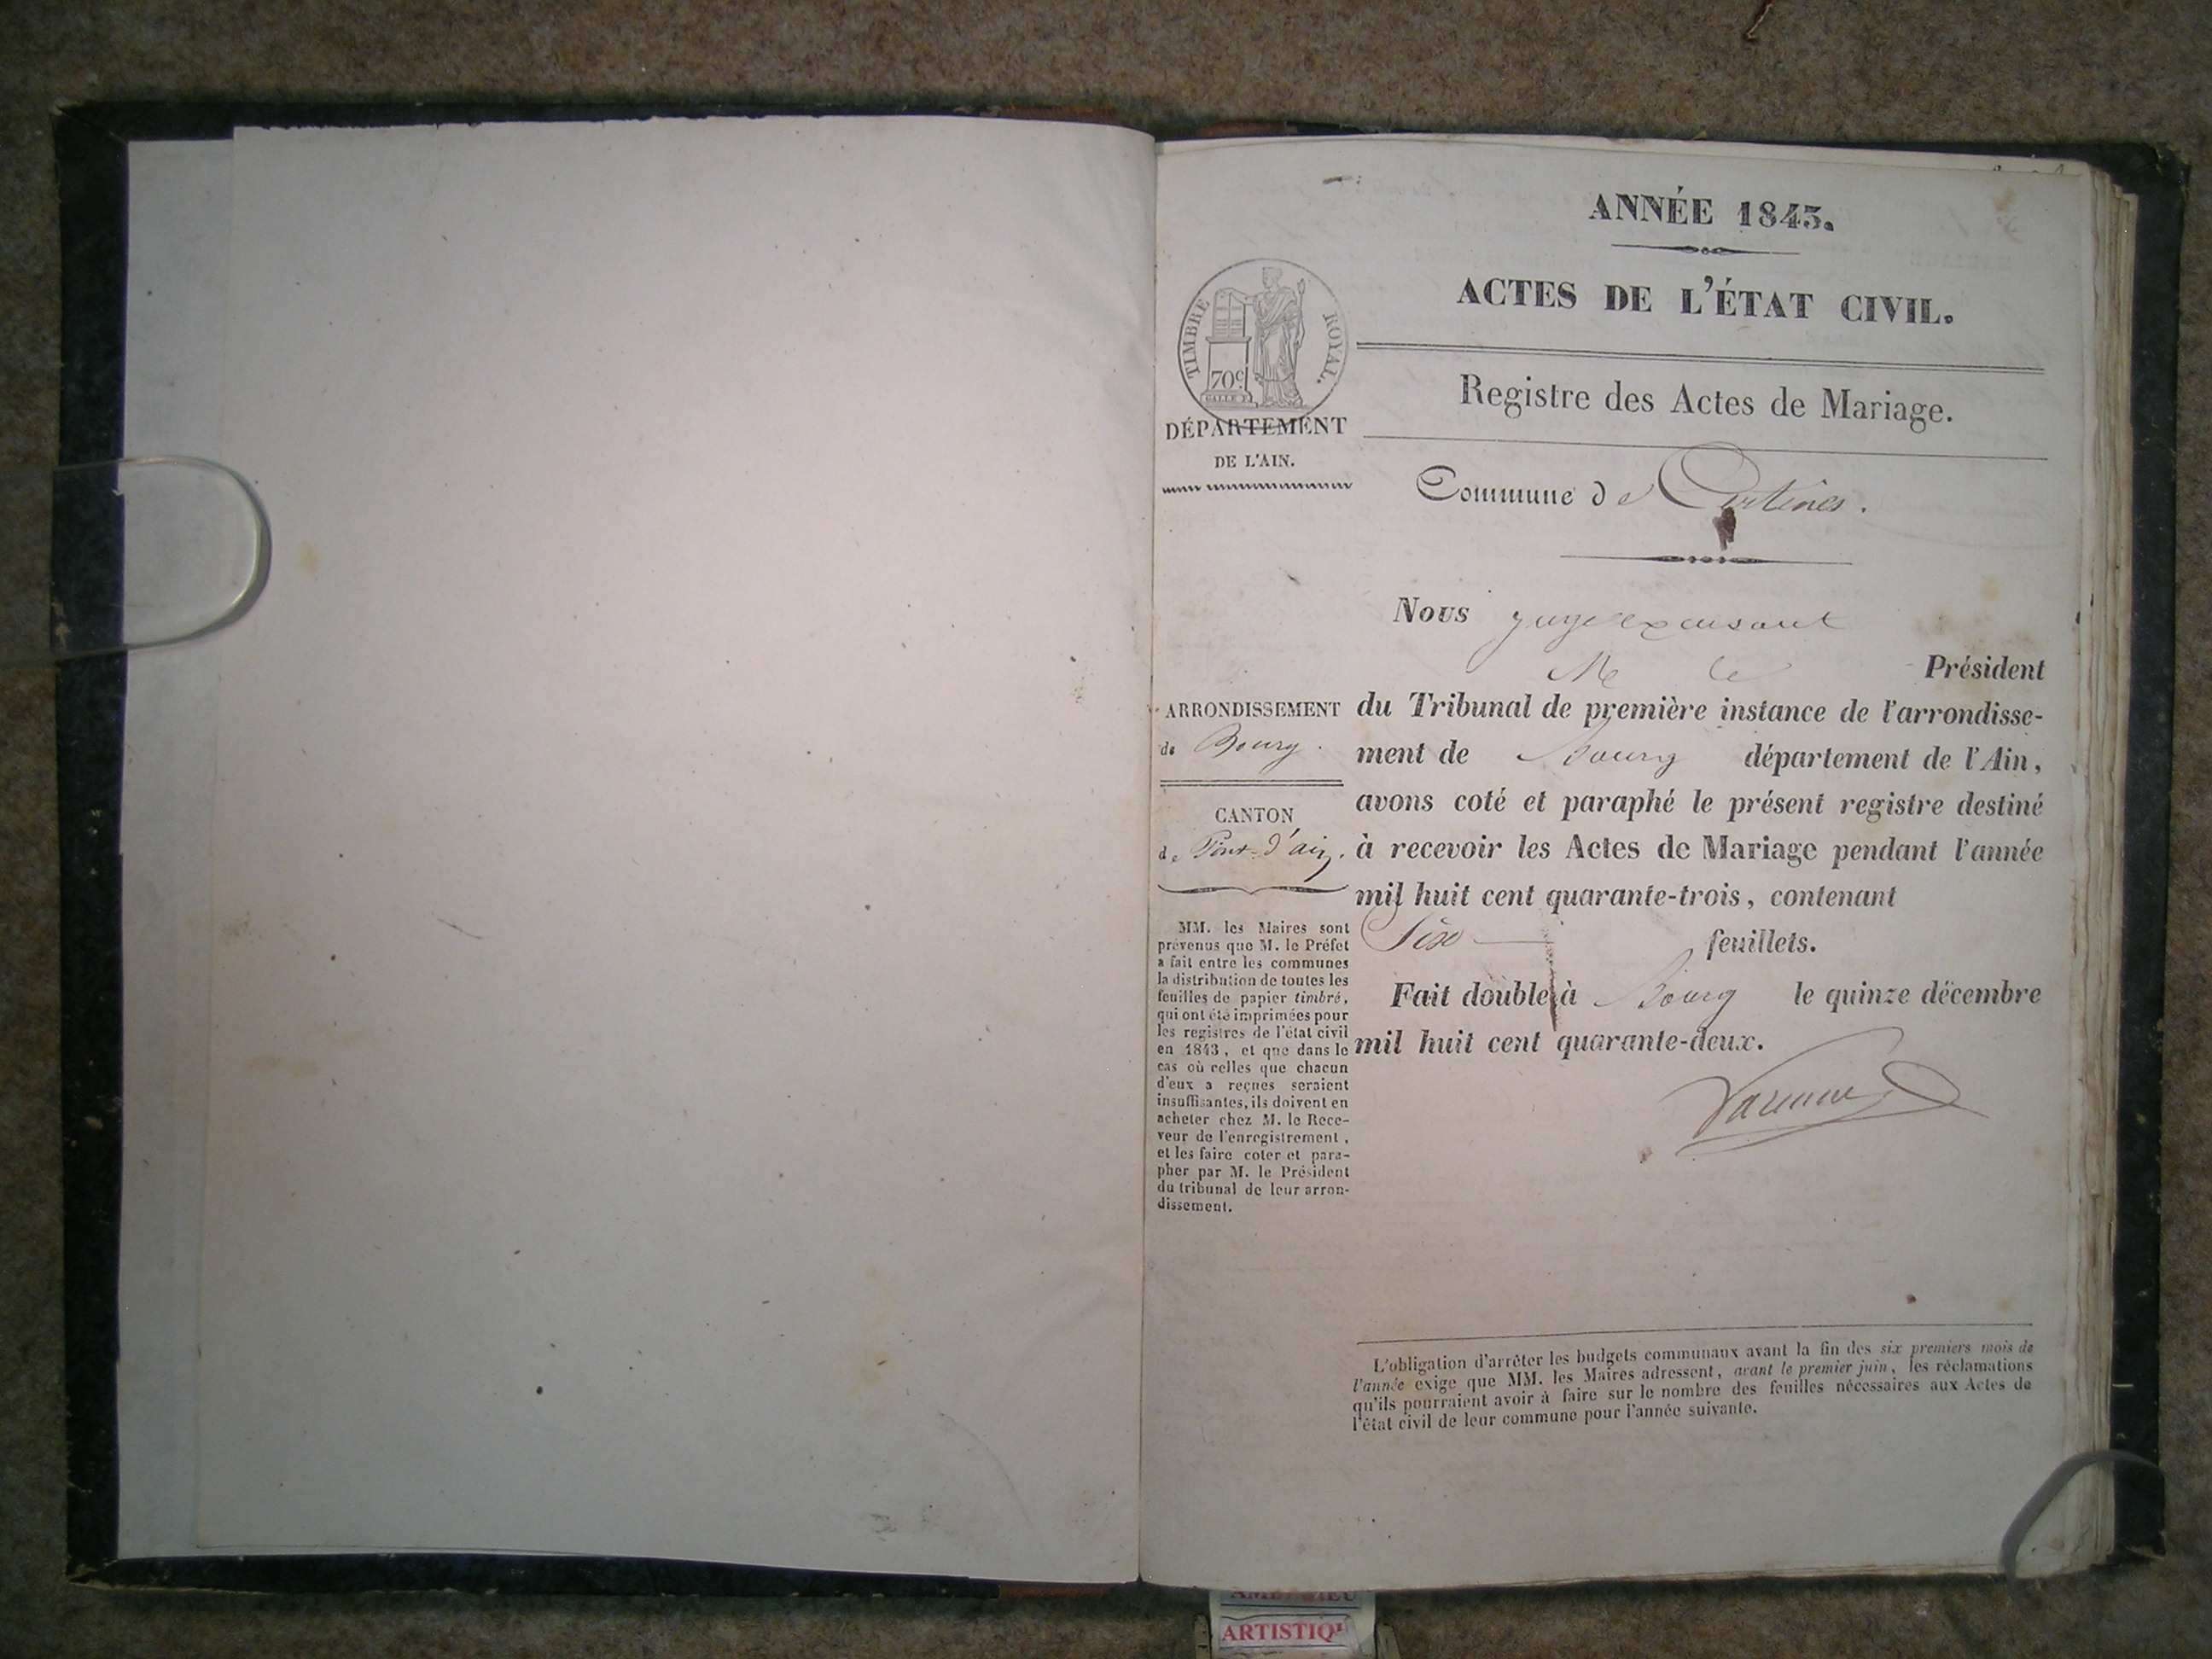 ANNÉE 1843.
ACTES DE L'ÉTAT CIVIL.
TIMBRE ROYAL.
70c
DÉPARTEMENT
DE L'AIN.
Registre des Actes de Mariage.
Commune de
Nous juge excusant
M le Président
ARRONDISSEMENT
de Bourg.
CANTON
de Pont-d'ain.
du Tribunal de première instance de l'arrondisse-
ment de Bourg département de l'Ain,
avons coté et paraphé le présent registre destiné
à recevoir les Actes de Mariage pendant l'année
mil huit cent quarante-trois, contenant
Six feuillets.
Fait double à Bourg le quinze décembre
mil huit cent quarante-deux.
MM. les Maires sont
prévenus que M. le Préfet
a fait entre les communes
la distribution de toutes les
feuilles de papier timbré,
qui ont été imprimées pour
les registres de l'état civil
en 1843, et que dans le
cas où celles que chacun
d'eux a reçues seraient
insuffisantes, ils doivent en
acheter chez M. le Rece-
veur de l'enregistrement,
et les faire coter et para-
pher par M. le Président
du tribunal de leur arron-
dissement.
L'obligation d'arrêter les budgets communaux avant la fin des six premiers mois de
l'année exige que MM. les Maires adressent, avant le premier juin, les réclamations
qu'ils pourraient avoir à faire sur le nombre des feuilles nécessaires aux Actes de
l'état civil de leur commune pour l'année suivante.